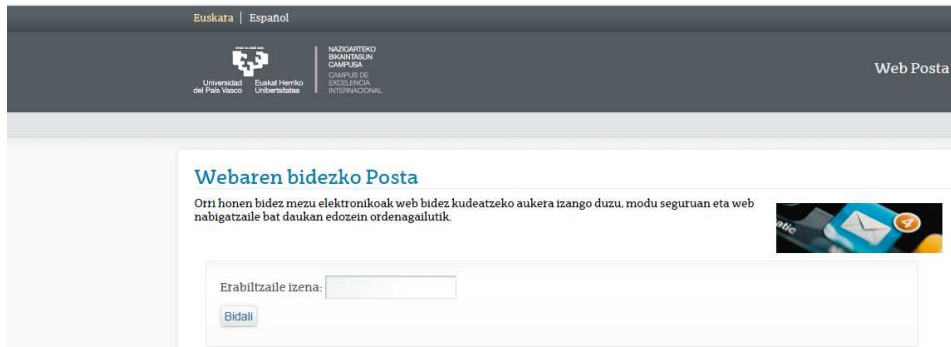 Euskara | Español
Universidad del País Vasco
Euskal Herriko Unibertsitatea
NAZIOARTEKO
BIKAINTASUN
CAMPUSA
CAMPUS DE
EXCELENCIA
INTERNACIONAL
Web Posta
Webaren bidezko Posta
Orri honen bidez mezu elektronikoak web bidez kudeatzeko aukera izango duzu, modu seguruan eta web
nabigatzaile bat daukan edozein ordenagailutik.
4
Erabiltzaile izena:
Bidali